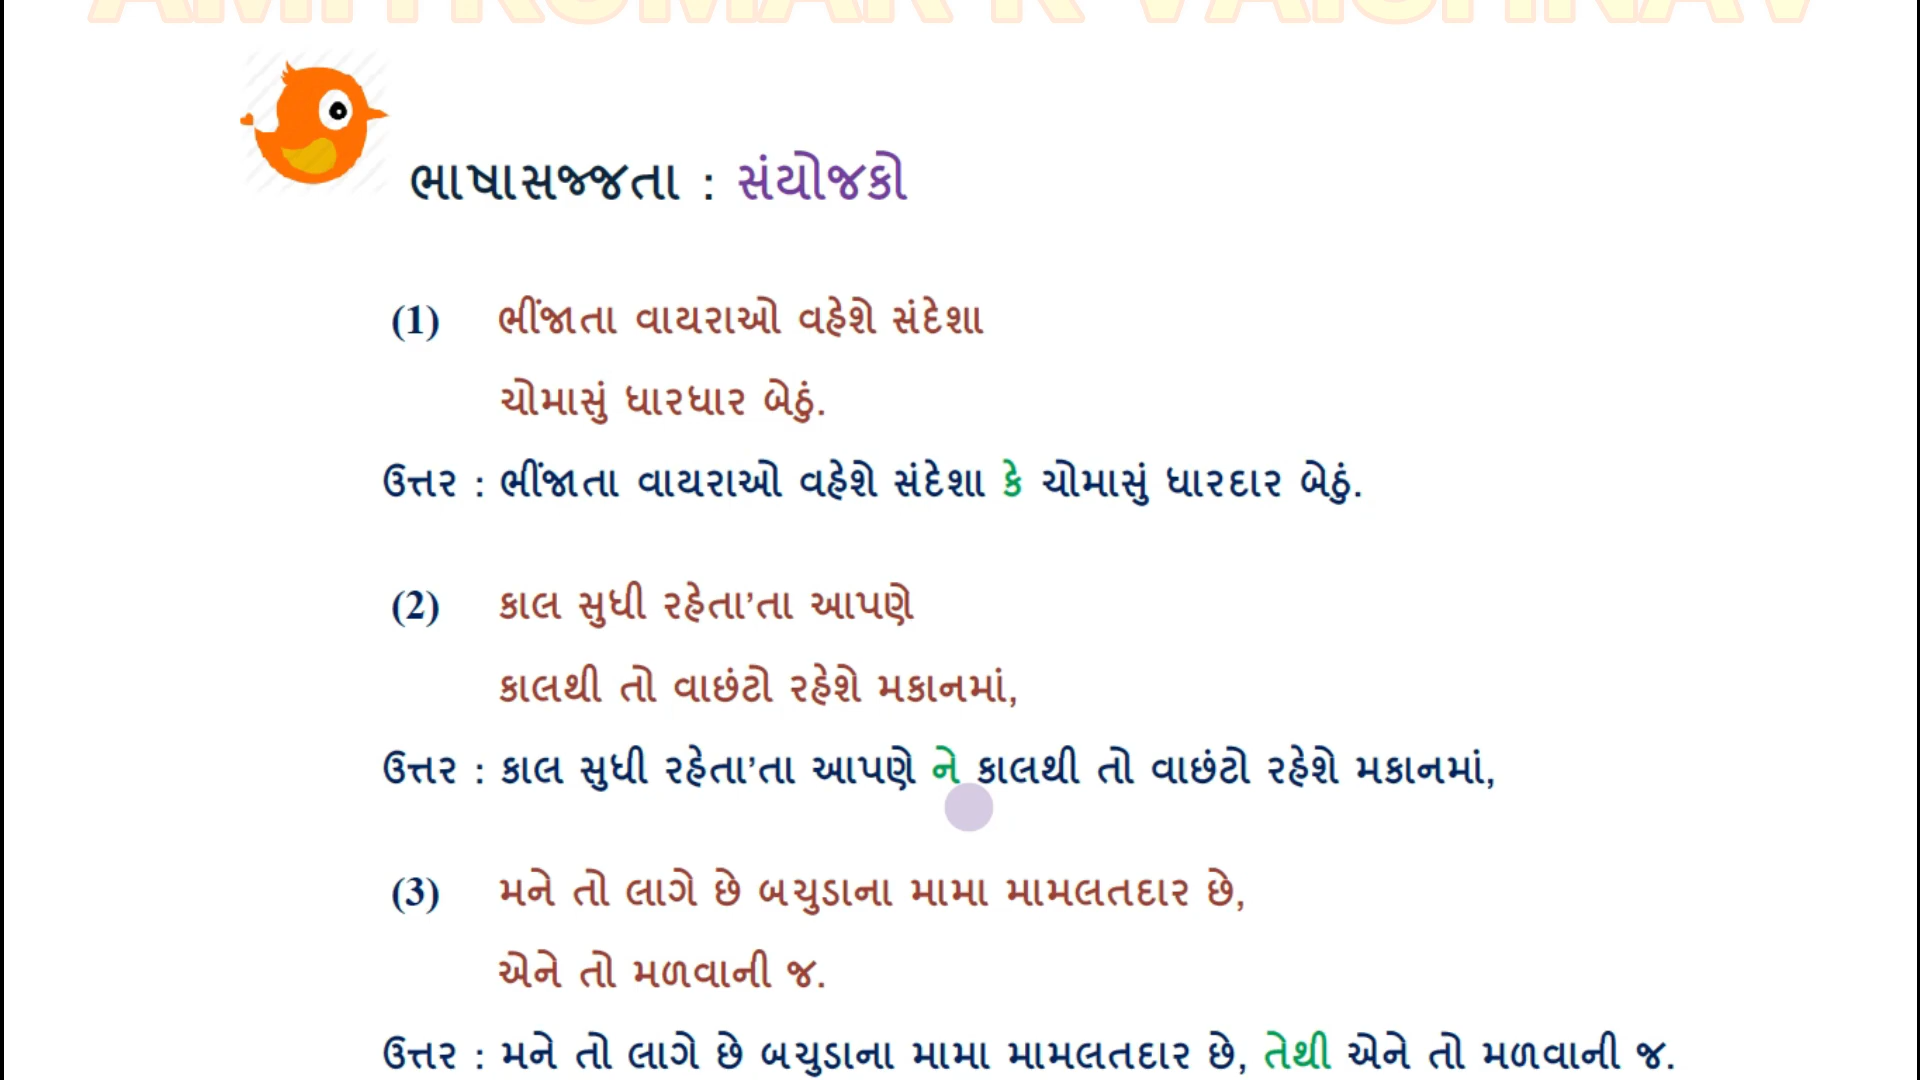 AMITKUMAR K VAISHNAV
ભાષાસજ્જતા : સંયોજકો
(1) ભીંજાતા વાયરાઓ વહેશે સંદેશા
ચોમાસું ધારધાર બેઠું.
ઉત્તર : ભીંજાતા વાયરાઓ વહેશે સંદેશા કે ચોમાસું ધારદાર બેઠું.
(2) કાલ સુધી રહેતા’તા આપણે
કાલથી તો વાછંટો રહેશે મકાનમાં,
ઉત્તર : કાલ સુધી રહેતા’તા આપણે ને કાલથી તો વાછંટો રહેશે મકાનમાં,
(3) મને તો લાગે છે બચુડાના મામા મામલતદાર છે,
એને તો મળવાની જ.
ઉત્તર : મને તો લાગે છે બચુડાના મામા મામલતદાર છે, તેથી એને તો મળવાની જ.